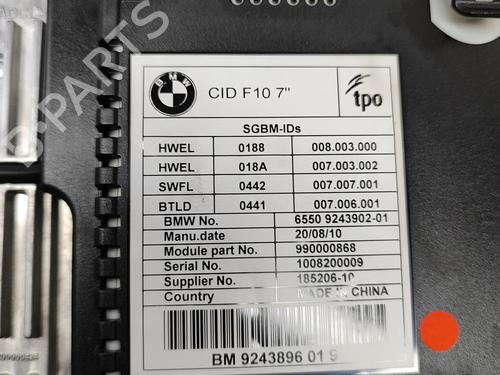 BMW
CID F10 7"
tpo
SGBM-IDs
HWEL 0188 008.003.000
HWEL 018A 007.003.002
SWFL 0442 007.007.001
BTLD 0441 007.006.001
BMW No. 6550 9243902-01
Manu.date 20/08/10
Module part No. 990000868
Serial No. 1008200009
Supplier No. 185206-10
Country MADE IN CHINA
BM 9243896 01 9
B-PARTS